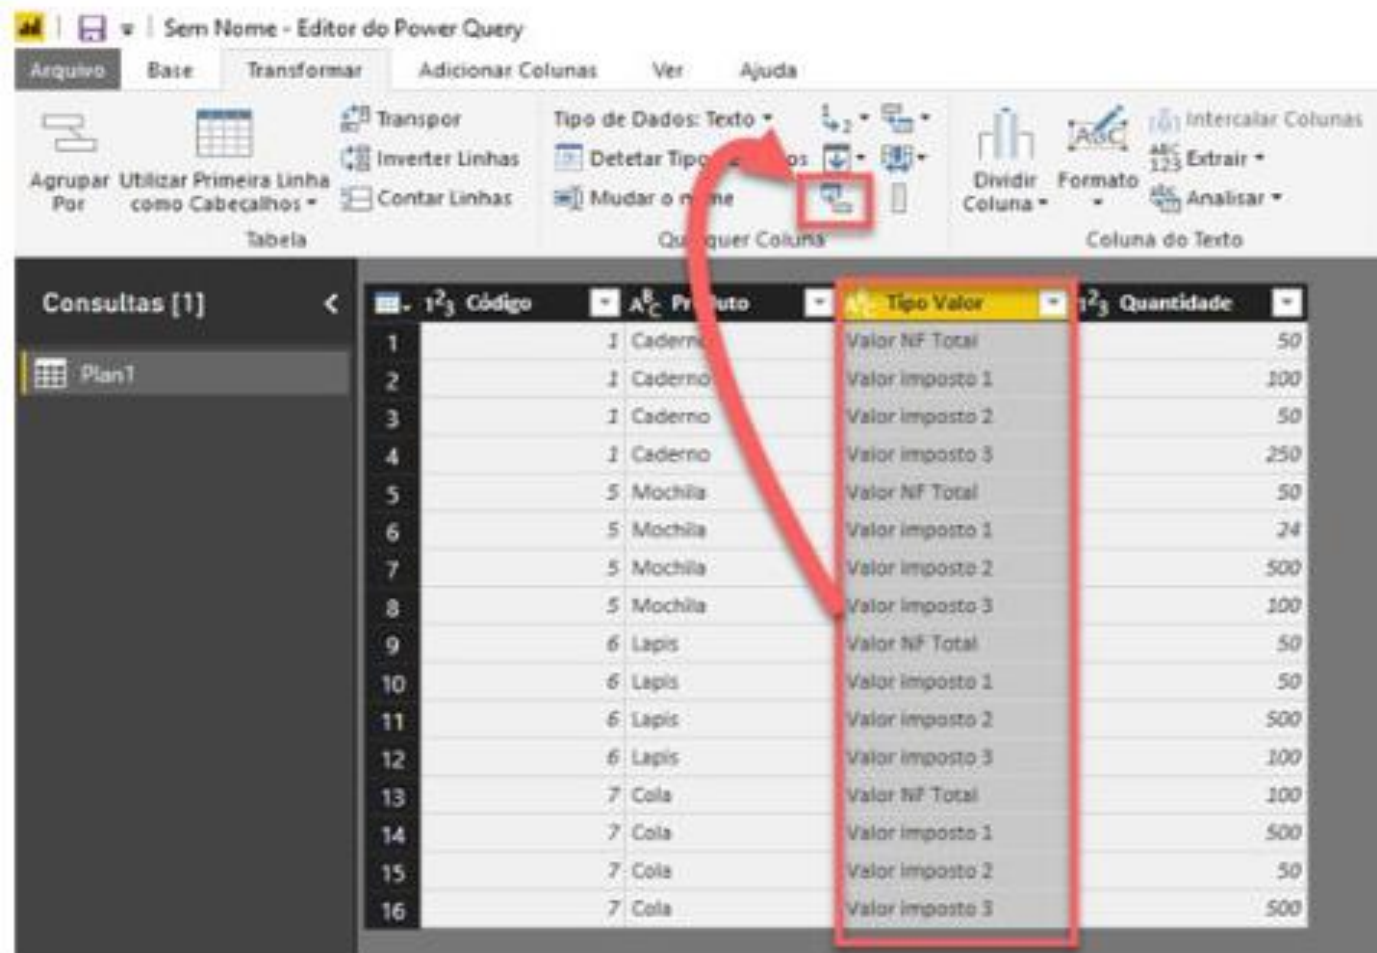 Sem Nome - Editor do Power Query
Arquivo Base Transformar Adicionar Colunas Ver Ajuda
Transpor Tipo de Dados: Texto Intercalar Colunas
Inverter Linhas Detetar ABC 123 Extrair
Agrupar Por Utilizar Primeira Linha como Cabeçalhos Contar Linhas Mudar o Dividir Coluna Formato Analisar
Tabela Coluna do Texto
Consultas [1] < 1²3 Código ABC Tipo Valor 1²3 Quantidade
Plan1
1 1 Valor NF Total 50
2 1 Caderno Valor imposto 1 100
3 1 Caderno Valor imposto 2 50
4 1 Caderno Valor imposto 3 250
5 5 Mochila Valor NF Total 50
6 5 Mochila Valor imposto 1 24
7 5 Mochila Valor imposto 2 500
8 5 Mochila Valor imposto 3 100
9 6 Lapis Valor NF Total 50
10 6 Lapis Valor imposto 1 50
11 6 Lapis Valor imposto 2 500
12 6 Lapis Valor imposto 3 100
13 7 Cola Valor NF Total 100
14 7 Cola Valor imposto 1 500
15 7 Cola Valor imposto 2 50
16 7 Cola Valor imposto 3 500